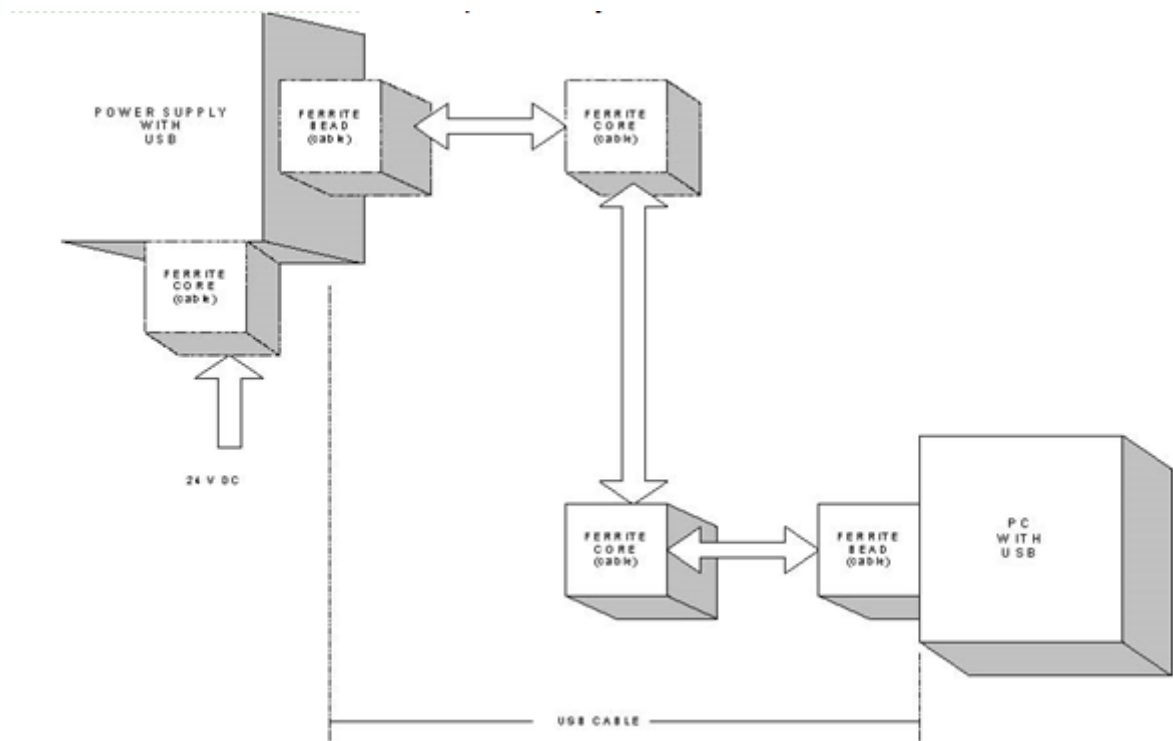 POWER SUPPLY
WITH
USB
FERRITE
BEAD
(cable)
FERRITE
CORE
(cable)
FERRITE
CORE
(cable)
24 V DC
FERRITE
CORE
(cable)
FERRITE
BEAD
(cable)
PC
WITH
USB
USB CABLE